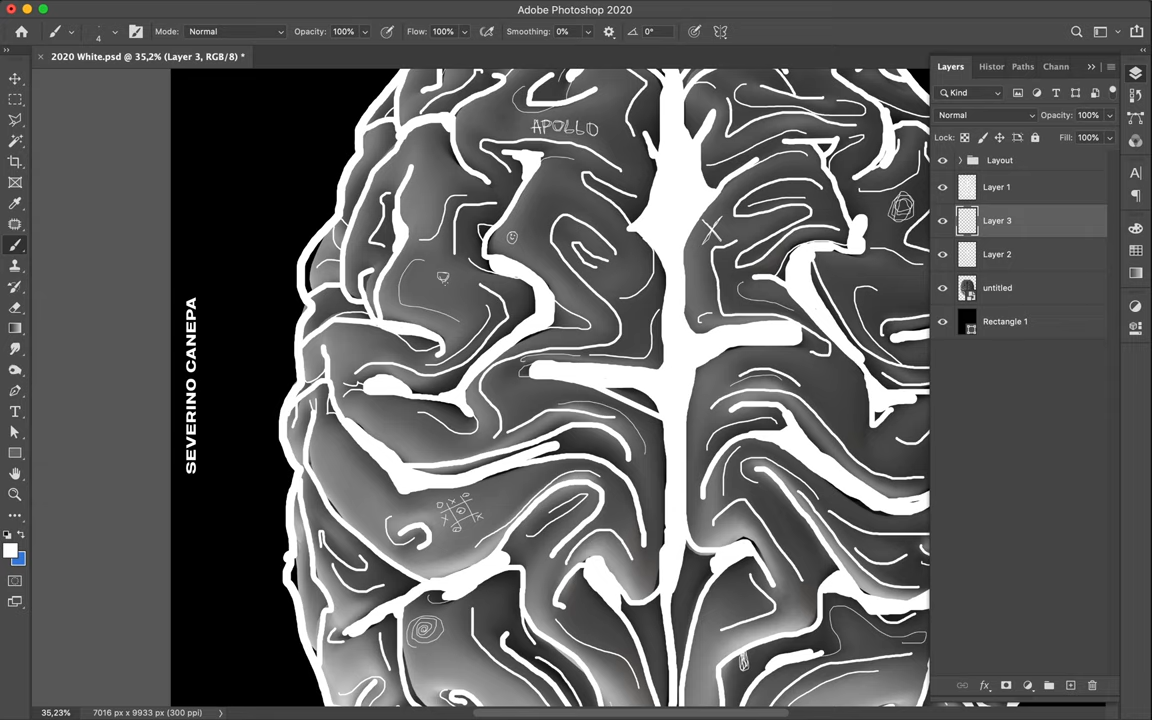 Adobe Photoshop 2020
4
Mode: Normal
Opacity: 100%
Flow: 100%
Smoothing: 0%
0°
2020 White.psd @ 35,2% (Layer 3, RGB/8) *
Layers Histor Paths Chann
Kind
Normal
Opacity: 100%
Lock:
Fill: 100%
Layout
Layer 1
Layer 3
Layer 2
untitled
Rectangle 1
APOLLO
SEVERINO CANEPA
35,23%
7016 px x 9933 px (300 ppi)